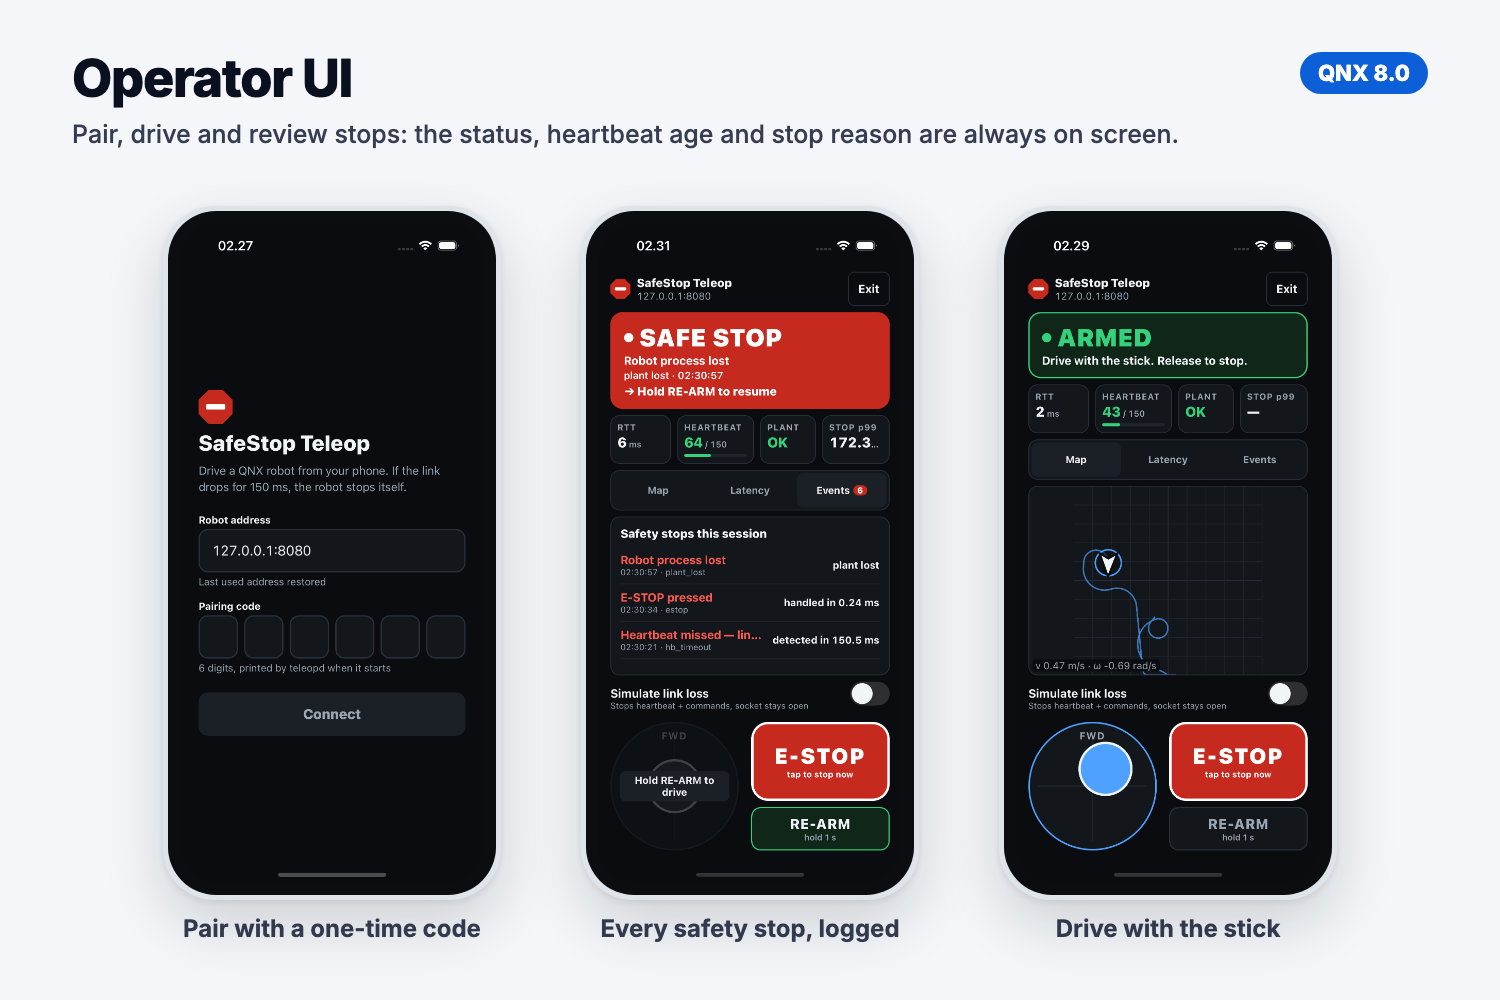 Operator UI
QNX 8.0
Pair, drive and review stops: the status, heartbeat age and stop reason are always on screen.
02.27
SafeStop Teleop
Drive a QNX robot from your phone. If the link
drops for 150 ms, the robot stops itself.
Robot address
127.0.0.1:8080
Last used address restored
Pairing code
6 digits, printed by teleopd when it starts
Connect
Pair with a one-time code
02.31
SafeStop Teleop
127.0.0.1:8080
Exit
SAFE STOP
Robot process lost
plant lost · 02:30:57
→ Hold RE-ARM to resume
RTT HEARTBEAT PLANT STOP p99
6 ms 64 / 150 OK 172.3...
Map Latency Events 6
Safety stops this session
Robot process lost
02:30:57 · plant_lost
plant lost
E-STOP pressed
02:30:34 · estop
handled in 0.24 ms
Heartbeat missed — lin...
02:30:21 · hb_timeout
detected in 150.5 ms
Simulate link loss
Stops heartbeat + commands, socket stays open
FWD
Hold RE-ARM to
drive
E-STOP
tap to stop now
RE-ARM
hold 1 s
Every safety stop, logged
02.29
SafeStop Teleop
127.0.0.1:8080
Exit
ARMED
Drive with the stick. Release to stop.
RTT HEARTBEAT PLANT STOP p99
2 ms 43 / 150 OK —
Map Latency Events
v 0.47 m/s · ω -0.69 rad/s
Simulate link loss
Stops heartbeat + commands, socket stays open
FWD
E-STOP
tap to stop now
RE-ARM
hold 1 s
Drive with the stick